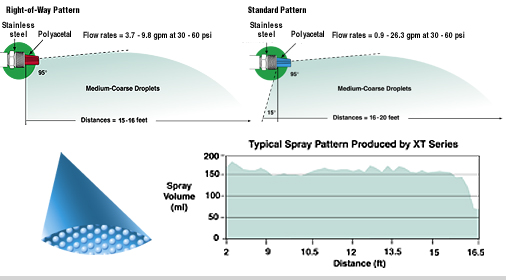 Right-of-Way Pattern
Stainless
steel
Polyacetal
Flow rates = 3.7 - 9.8 gpm at 30 - 60 psi
95°
Medium-Coarse Droplets
Distances = 15-16 feet
Standard Pattern
Stainless
steel
Polyacetal
Flow rates = 0.9 - 26.3 gpm at 30 - 60 psi
95°
15°
Medium-Coarse Droplets
Distances = 16-20 feet
Typical Spray Pattern Produced by XT Series
Spray
Volume
(ml)
200
150
100
50
0
2 9 10.5 12 13.5 15 16.5
Distance (ft)